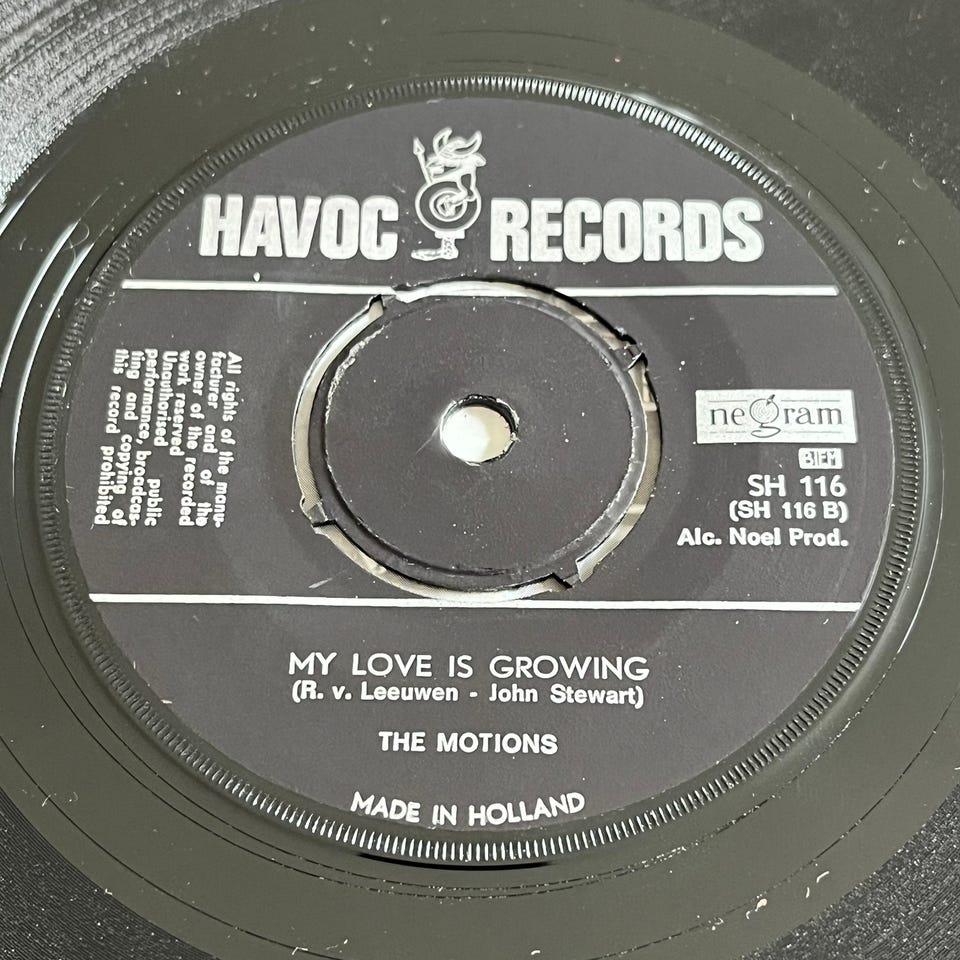 HAVOC RECORDS
All rights of the manu-
facturer and of the
owner of the recorded
work reserved
Unauthorised public
performance, broadcas-
ting and copying of
this record prohibited
negram
BIEM
SH 116
(SH 116 B)
Alc. Noel Prod.
MY LOVE IS GROWING
(R. v. Leeuwen - John Stewart)
THE MOTIONS
MADE IN HOLLAND